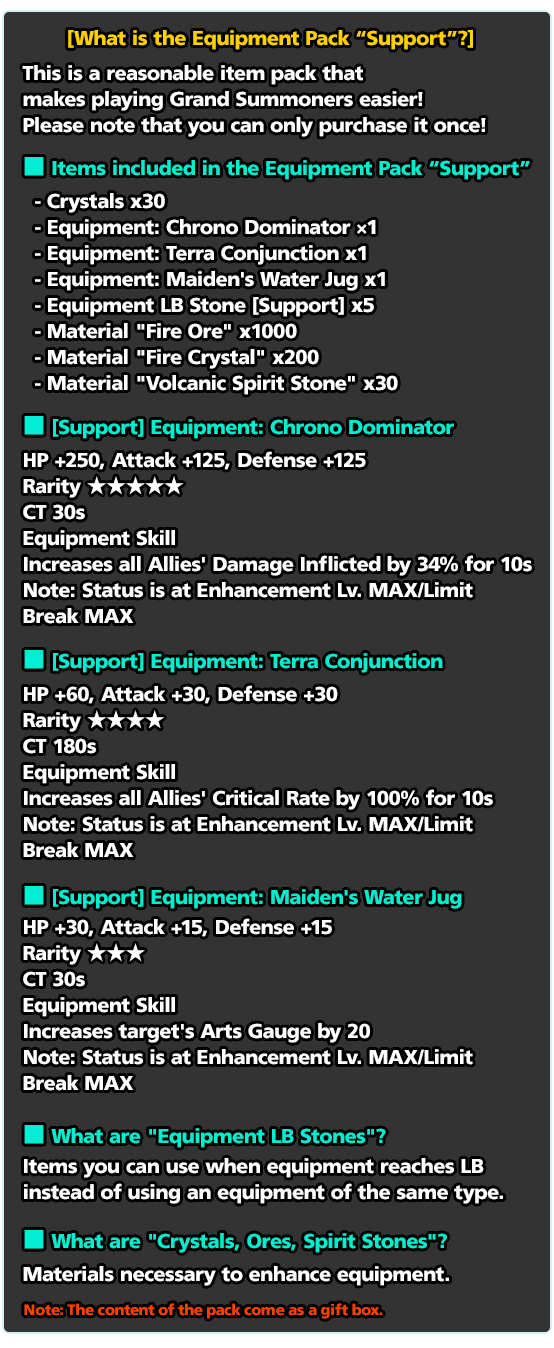 [What is the Equipment Pack “Support”?]
This is a reasonable item pack that
makes playing Grand Summoners easier!
Please note that you can only purchase it once!
■ Items included in the Equipment Pack “Support”
- Crystals x30
- Equipment: Chrono Dominator ×1
- Equipment: Terra Conjunction x1
- Equipment: Maiden's Water Jug x1
- Equipment LB Stone [Support] x5
- Material "Fire Ore" x1000
- Material "Fire Crystal" x200
- Material "Volcanic Spirit Stone" x30
■ [Support] Equipment: Chrono Dominator
HP +250, Attack +125, Defense +125
Rarity ★★★★★
CT 30s
Equipment Skill
Increases all Allies' Damage Inflicted by 34% for 10s
Note: Status is at Enhancement Lv. MAX/Limit
Break MAX
■ [Support] Equipment: Terra Conjunction
HP +60, Attack +30, Defense +30
Rarity ★★★★
CT 180s
Equipment Skill
Increases all Allies' Critical Rate by 100% for 10s
Note: Status is at Enhancement Lv. MAX/Limit
Break MAX
■ [Support] Equipment: Maiden's Water Jug
HP +30, Attack +15, Defense +15
Rarity ★★★
CT 30s
Equipment Skill
Increases target's Arts Gauge by 20
Note: Status is at Enhancement Lv. MAX/Limit
Break MAX
■ What are "Equipment LB Stones"?
Items you can use when equipment reaches LB
instead of using an equipment of the same type.
■ What are "Crystals, Ores, Spirit Stones"?
Materials necessary to enhance equipment.
Note: The content of the pack come as a gift box.